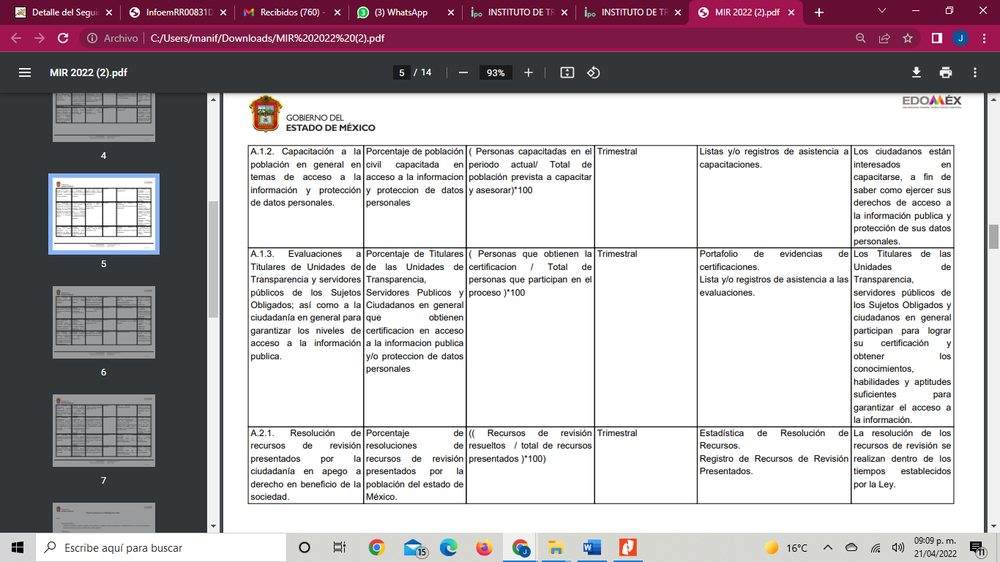 Detalle del Segui
InfoemRR00831D
Recibidos (760) -
(3) WhatsApp
INSTITUTO DE TR
INSTITUTO DE TR
MIR 2022 (2).pdf
Archivo
C:/Users/manif/Downloads/MIR%202022%20(2).pdf
J
MIR 2022 (2).pdf
5 / 14
93%
4
5
6
7
GOBIERNO DEL
ESTADO DE MÉXICO
EDOMÉX
A.1.2. Capacitación a la
población en general en
temas de acceso a la
información y protección
de datos personales.
Porcentaje de población
civil capacitada en
acceso a la informacion
y proteccion de datos
personales
( Personas capacitadas en el
periodo actual/ Total de
población prevista a capacitar
y asesorar)*100
Trimestral
Listas y/o registros de asistencia a
capacitaciones.
Los ciudadanos están
interesados en
capacitarse, a fin de
saber como ejercer sus
derechos de acceso a
la información publica y
protección de sus datos
personales.
A.1.3. Evaluaciones a
Titulares de Unidades de
Transparencia y servidores
públicos de los Sujetos
Obligados; así como a la
ciudadanía en general para
garantizar los niveles de
acceso a la información
publica.
Porcentaje de Titulares
de las Unidades de
Transparencia,
Servidores Publicos y
Ciudadanos en general
que obtienen
certificacion en acceso
a la informacion publica
y/o proteccion de datos
personales
( Personas que obtienen la
certificacion / Total de
personas que participan en el
proceso )*100
Trimestral
Portafolio de evidencias de
certificaciones.
Lista y/o registros de asistencia a las
evaluaciones.
Los Titulares de las
Unidades de
Transparencia,
servidores públicos de
los Sujetos Obligados y
ciudadanos en general
participan para lograr
su certificación y
obtener los
conocimientos,
habilidades y aptitudes
suficientes para
garantizar el acceso a
la información.
A.2.1. Resolución de
recursos de revisión
presentados por la
ciudadanía en apego a
derecho en beneficio de la
sociedad.
Porcentaje de
resoluciones de
recursos de revisión
presentados por la
población del estado de
México.
(( Recursos de revisión
resueltos / total de recursos
presentados )*100)
Trimestral
Estadística de Resolución de
Recursos.
Registro de Recursos de Revisión
Presentados.
La resolución de los
recursos de revisión se
realizan dentro de los
tiempos establecidos
por la Ley.
Escribe aquí para buscar
15
16°C
09:09 p. m.
21/04/2022
11